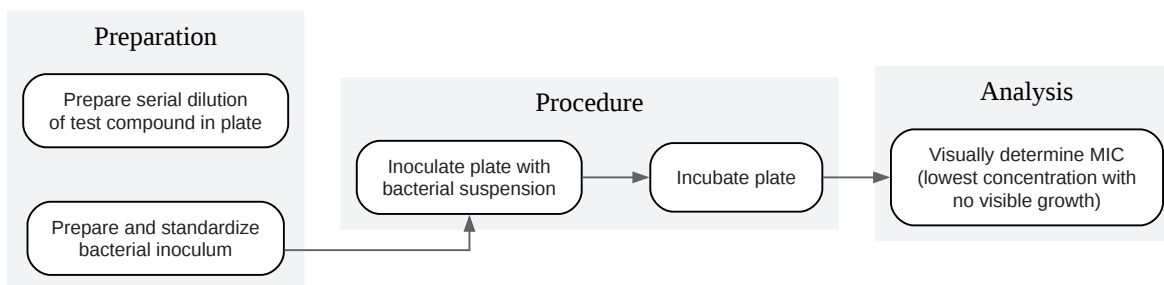 Preparation
Prepare serial dilution
of test compound in plate
Prepare and standardize
bacterial inoculum
Procedure
Inoculate plate with
bacterial suspension
Incubate plate
Analysis
Visually determine MIC
(lowest concentration with
no visible growth)